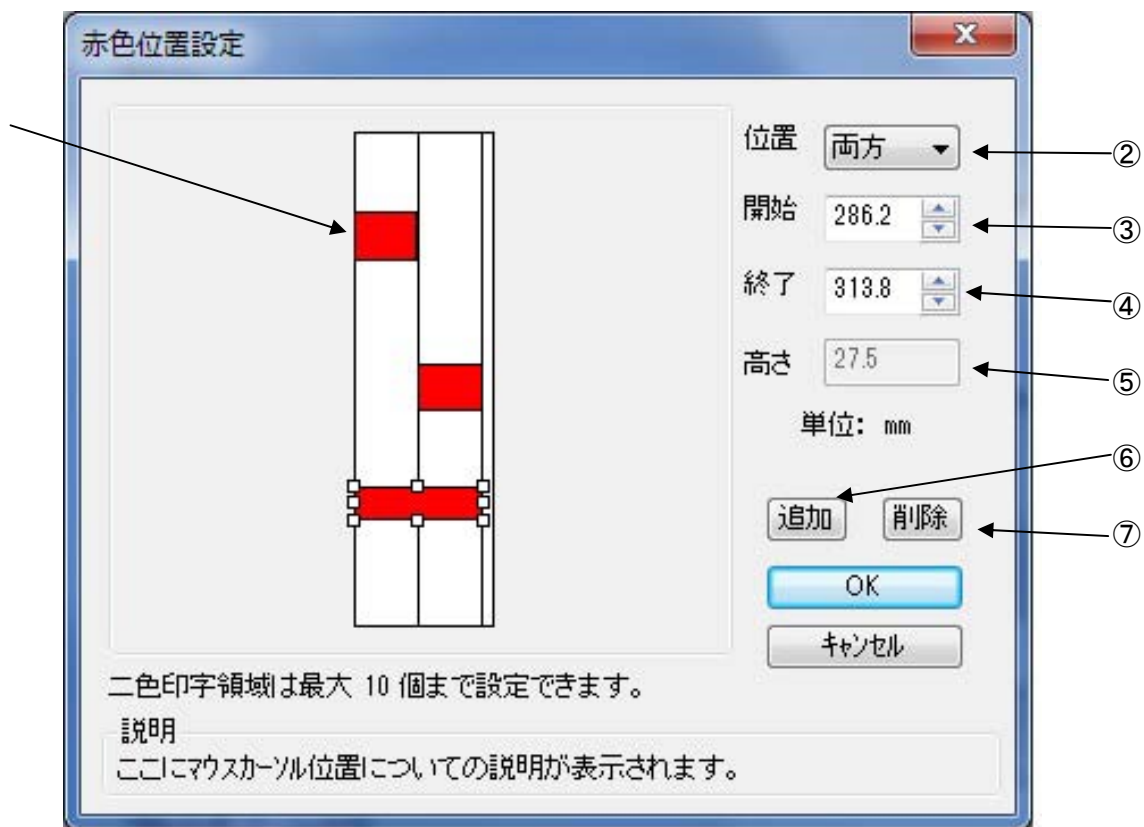 赤色位置設定
位置 両方 ②
開始 286.2 ③
終了 313.8 ④
高さ 27.5 ⑤
単位: mm
⑥
追加 削除 ⑦
OK
キャンセル
二色印字領域は最大 10 個まで設定できます。
説明
ここにマウスカーソル位置についての説明が表示されます。